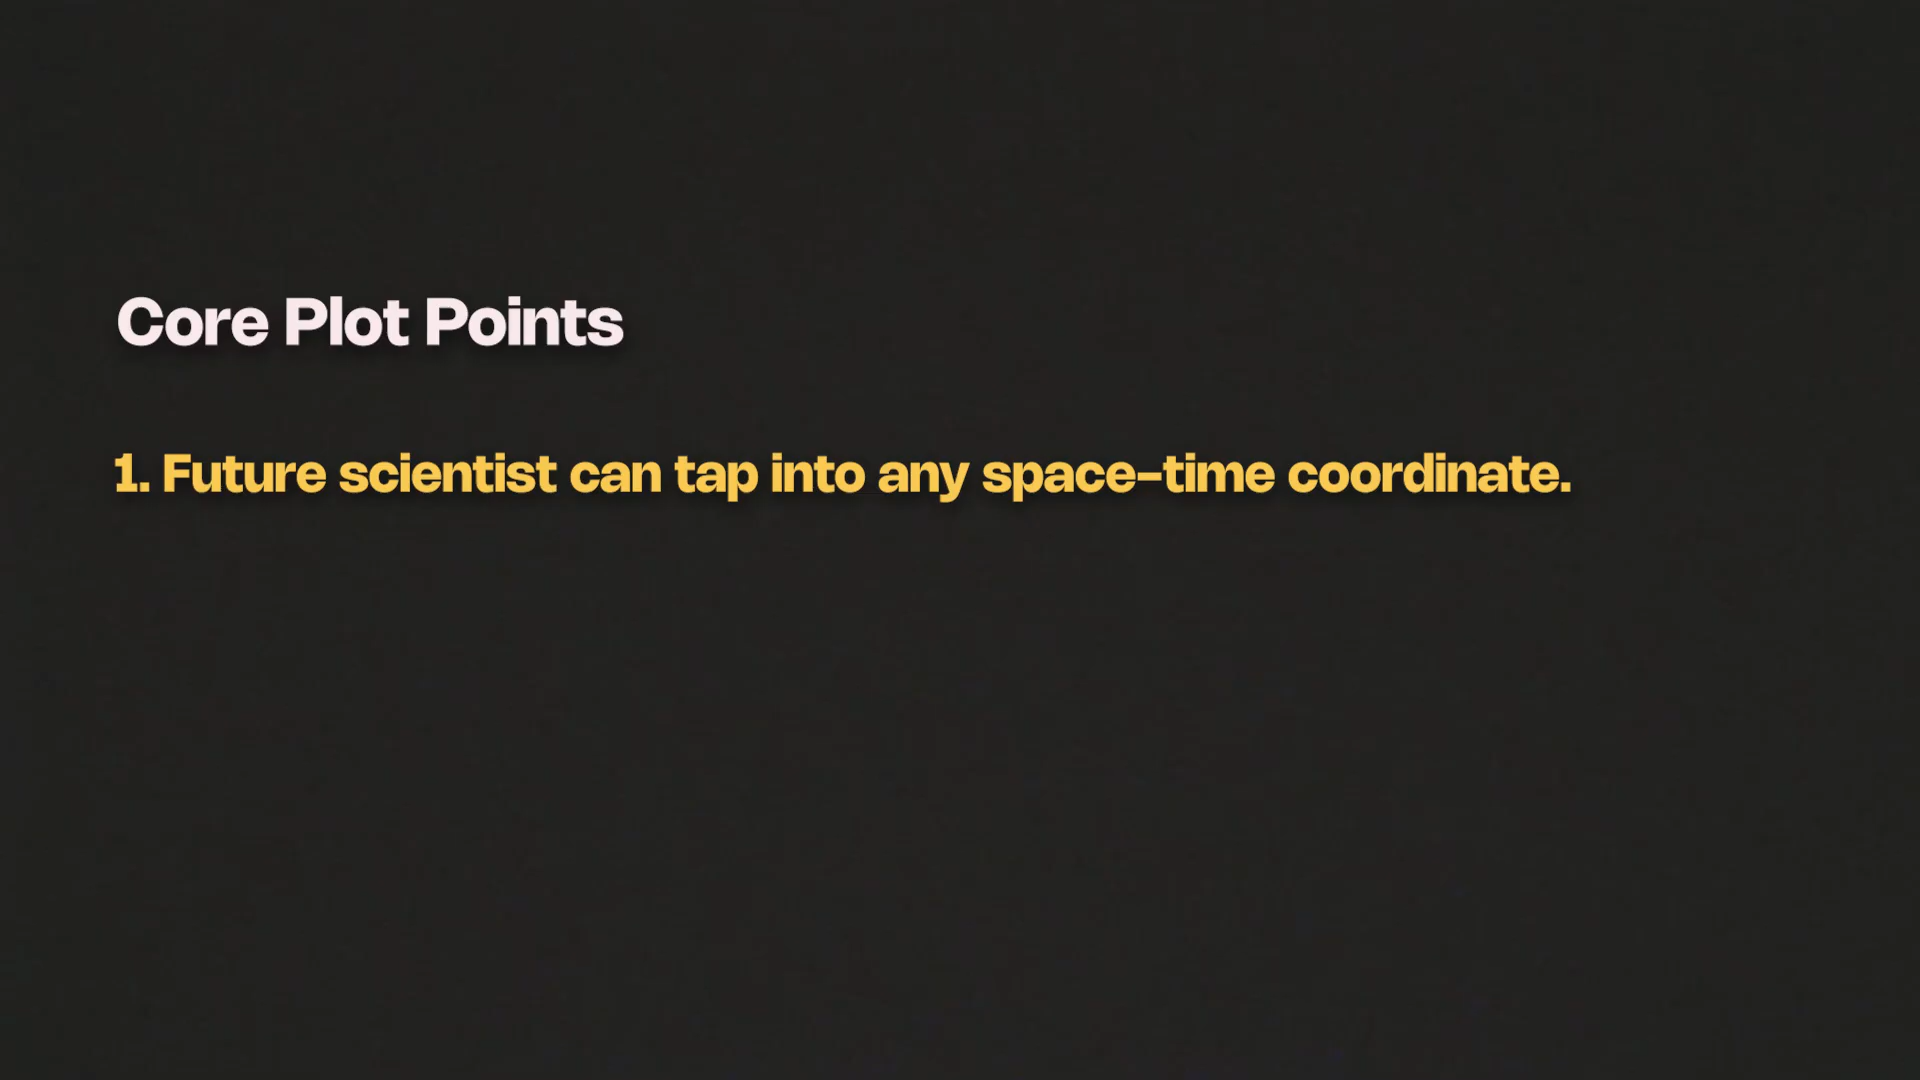 Core Plot Points
1. Future scientist can tap into any space-time coordinate.